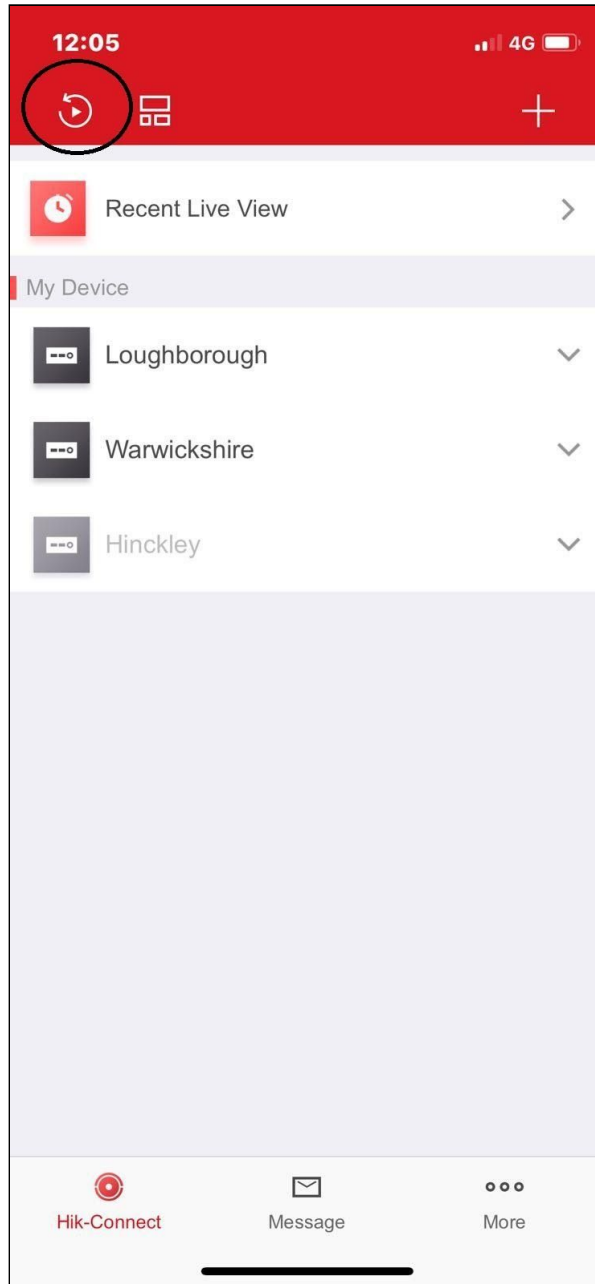 12:05 4G
Recent Live View
My Device
Loughborough
Warwickshire
Hinckley
Hik-Connect Message More